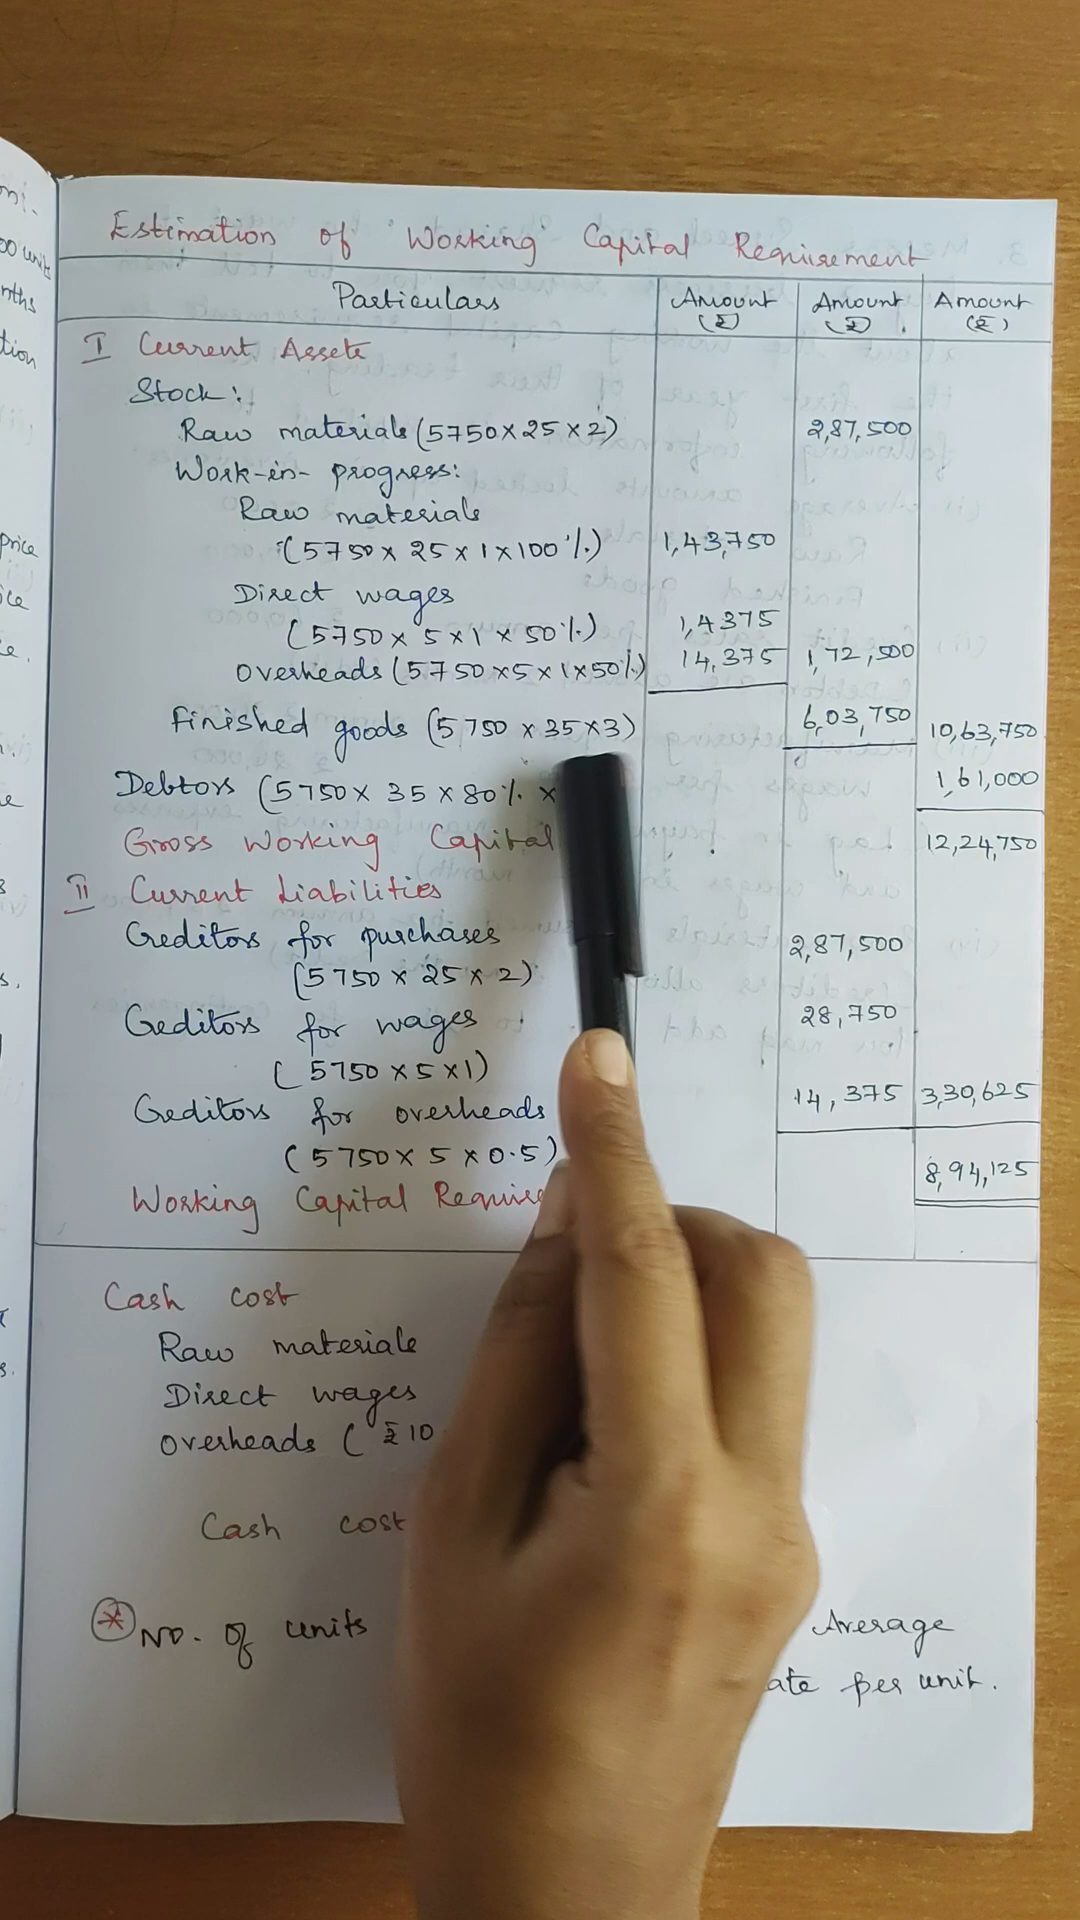 Estimation of Working Capital Requirement
Particulars Amount (₹) Amount (₹) Amount (₹)
I Current Assets
Stock:
Raw materials (5750×25×2) 2,87,500
Work-in-progress:
Raw materials
(5750×25×1×100%) 1,43,750
Direct wages
(5750×5×1×50%) 1,4375
Overheads (5750×5×1×50%) 14,375 1,72,500
Finished goods (5750×35×3) 6,03,750 10,63,750
Debtors (5750×35×80% × 1,61,000
Gross Working Capital 12,24,750
II Current Liabilities
Creditors for purchases 2,87,500
(5750×25×2)
Creditors for wages 28,750
(5750×5×1)
Creditors for overheads 14,375 3,30,625
(5750×5×0.5)
Working Capital 8,94,125
Cash cost
Raw materials
Direct wages
Overheads (₹10
Cash cost
* No. of units Average
per unit.